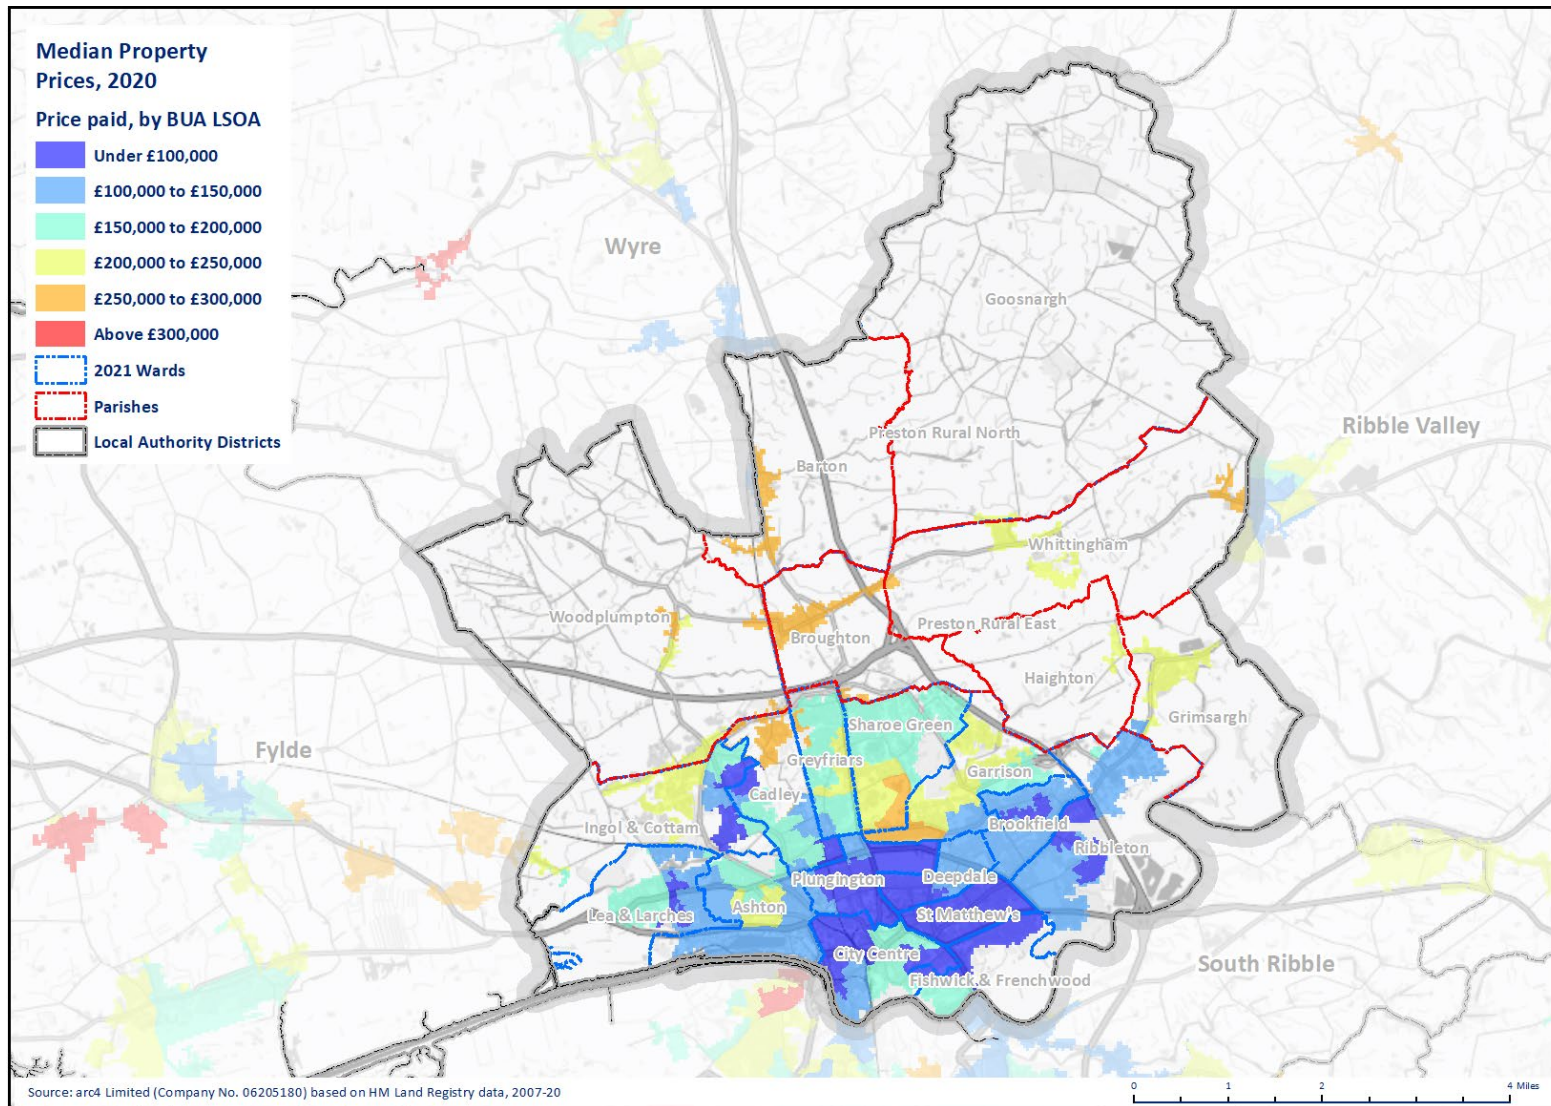 Median Property
Prices, 2020
Price paid, by BUA LSOA
Under £100,000
£100,000 to £150,000
£150,000 to £200,000
£200,000 to £250,000
£250,000 to £300,000
Above £300,000
2021 Wards
Parishes
Local Authority Districts
Wyre
Goosnargh
Ribble Valley
Preston Rural North
Barton
Whittingham
Woodplumpton
Preston Rural East
Broughton
Haighton
Grimsargh
Sharoe Green
Fylde
Greyfriars
Garrison
Cadley
Ingol & Cottam
Brookfield
Ribbleton
Plungington
Deepdale
Ashton
Lea & Larches
St Matthew's
City Centre
South Ribble
Fishwick & Frenchwood
Source: arc4 Limited (Company No. 06205180) based on HM Land Registry data, 2007-20
0 1 2 4 Miles